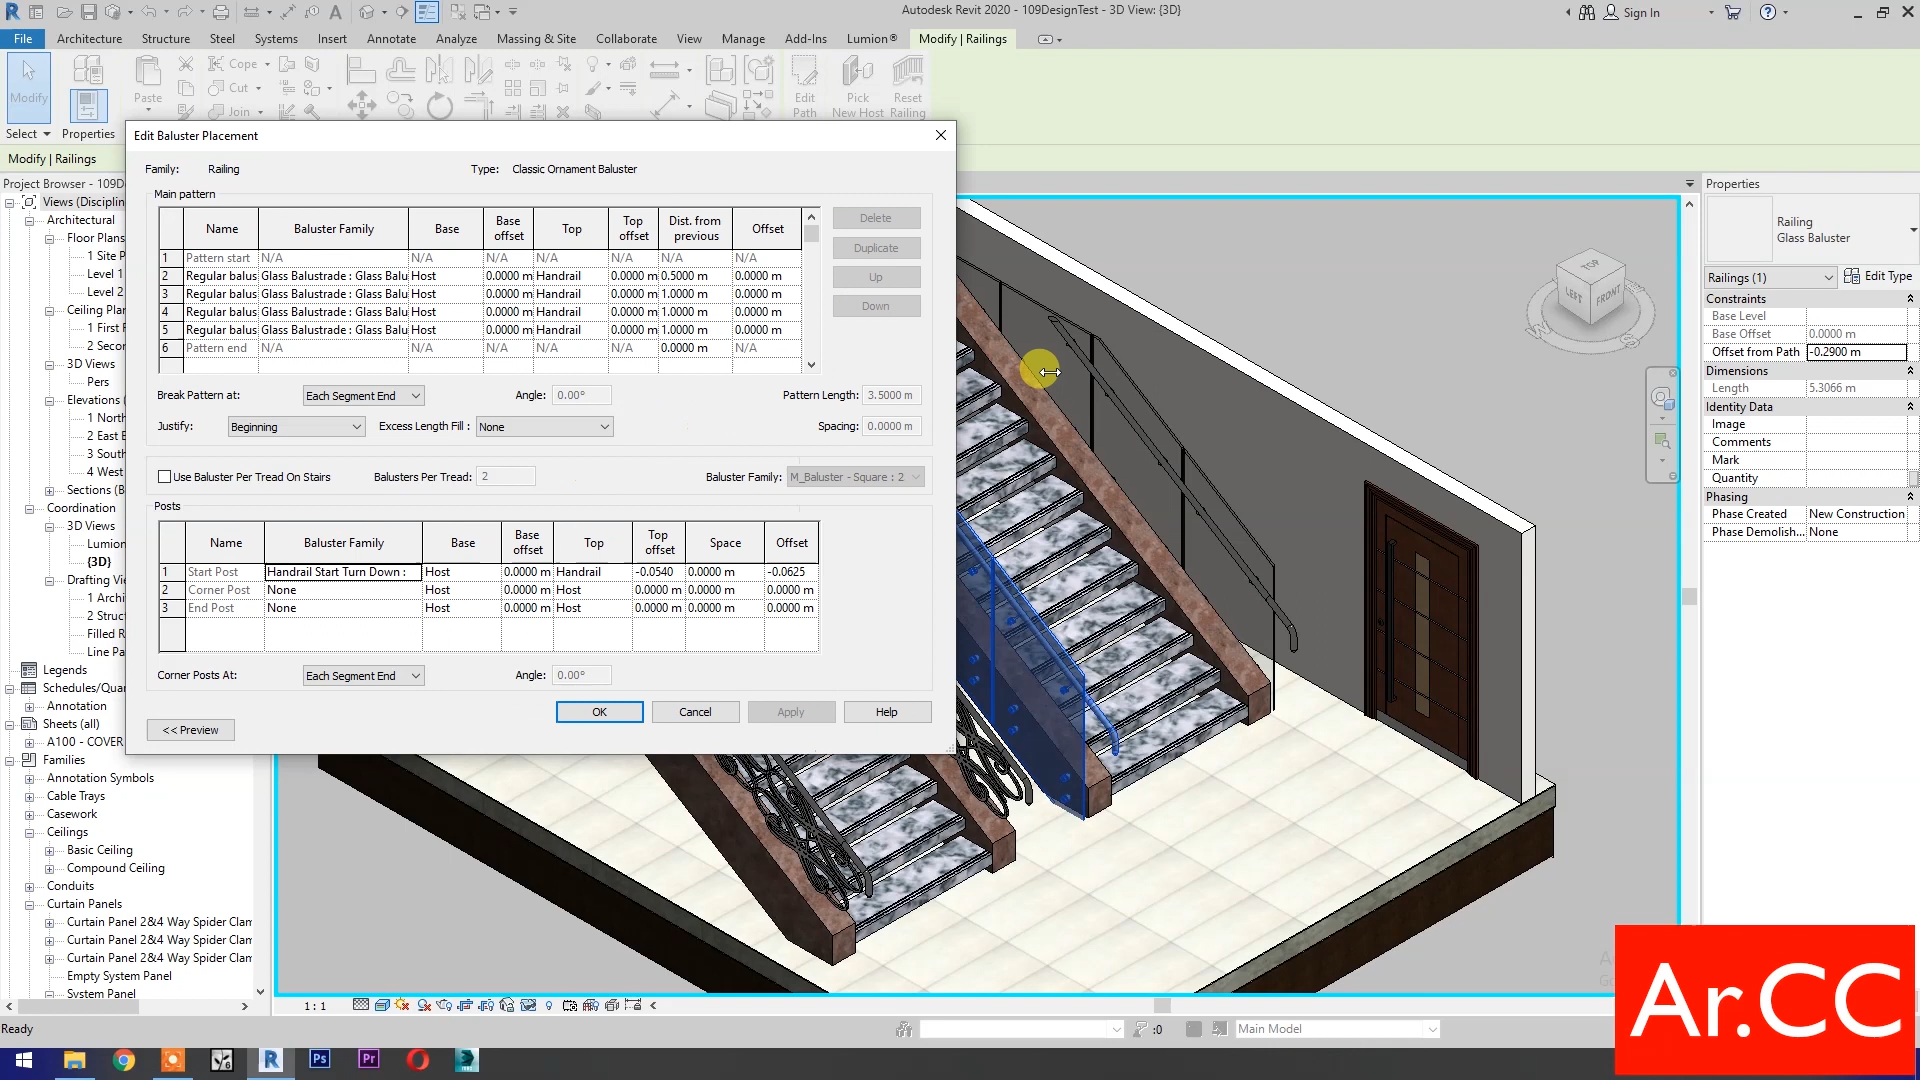 Autodesk Revit 2020 - 109DesignTest - 3D View: {3D}
Sign In
File Architecture Structure Steel Systems Insert Annotate Analyze Massing & Site Collaborate View Manage Add-Ins Lumion® Modify | Railings
Modify
Paste
Cope
Cut
Join
Edit Path
Pick New Host
Reset Railing
Select Properties
Modify | Railings
Project Browser - 109D
Views (Disciplin
Architectural
Floor Plans
1 Site P
Level 1
Level 2
Ceiling Plan
1 First F
2 Secor
3D Views
Pers
Elevations (
1 North
2 East E
3 South
4 West
Sections (B
Coordination
3D Views
Lumion
{3D}
Drafting Vie
1 Archi
2 Struct
Filled R
Line Pa
Legends
Schedules/Quar
Annotation
Sheets (all)
A100 - COVER
Families
Annotation Symbols
Cable Trays
Casework
Ceilings
Basic Ceiling
Compound Ceiling
Conduits
Curtain Panels
Curtain Panel 2&4 Way Spider Clam
Curtain Panel 2&4 Way Spider Clam
Curtain Panel 2&4 Way Spider Clam
Empty System Panel
System Panel
Edit Baluster Placement
Family: Railing Type: Classic Ornament Baluster
Main pattern
Name Baluster Family Base Base offset Top Top offset Dist. from previous Offset
1 Pattern start N/A N/A N/A N/A N/A N/A N/A
2 Regular balus Glass Balustrade : Glass Balu Host 0.0000 m Handrail 0.0000 m 0.5000 m 0.0000 m
3 Regular balus Glass Balustrade : Glass Balu Host 0.0000 m Handrail 0.0000 m 1.0000 m 0.0000 m
4 Regular balus Glass Balustrade : Glass Balu Host 0.0000 m Handrail 0.0000 m 1.0000 m 0.0000 m
5 Regular balus Glass Balustrade : Glass Balu Host 0.0000 m Handrail 0.0000 m 1.0000 m 0.0000 m
6 Pattern end N/A N/A N/A N/A N/A 0.0000 m N/A
Delete
Duplicate
Up
Down
Break Pattern at: Each Segment End Angle: 0.00° Pattern Length: 3.5000 m
Justify: Beginning Excess Length Fill : None Spacing: 0.0000 m
Use Baluster Per Tread On Stairs Balusters Per Tread: 2 Baluster Family: M_Baluster - Square : 2
Posts
Name Baluster Family Base Base offset Top Top offset Space Offset
1 Start Post Handrail Start Turn Down : Host 0.0000 m Handrail -0.0540 0.0000 m -0.0625
2 Corner Post None Host 0.0000 m Host 0.0000 m 0.0000 m 0.0000 m
3 End Post None Host 0.0000 m Host 0.0000 m 0.0000 m 0.0000 m
Corner Posts At: Each Segment End Angle: 0.00°
OK Cancel Apply Help
<< Preview
TOP
LEFT FRONT
W S
Properties
Railing
Glass Baluster
Railings (1) Edit Type
Constraints
Base Level
Base Offset 0.0000 m
Offset from Path -0.2900 m
Dimensions
Length 5.3066 m
Identity Data
Image
Comments
Mark
Quantity
Phasing
Phase Created New Construction
Phase Demolish... None
1 : 1
Ready
:0
Main Model
Ar.CC
Ps
Pr